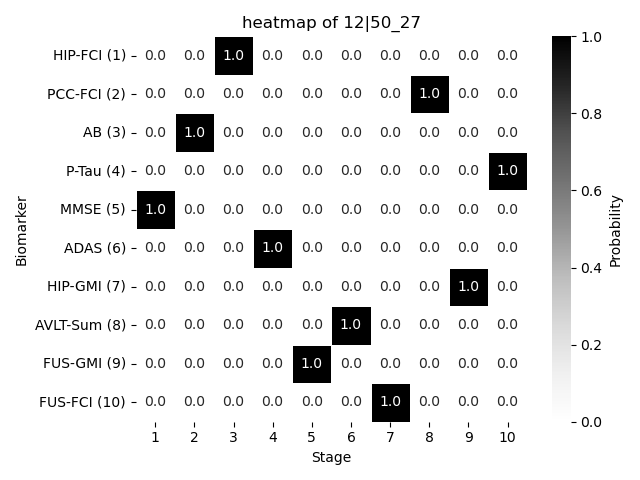 heatmap of 12|50_27
HIP-FCI (1) 0.0 0.0 1.0 0.0 0.0 0.0 0.0 0.0 0.0 0.0
PCC-FCI (2) 0.0 0.0 0.0 0.0 0.0 0.0 0.0 1.0 0.0 0.0
AB (3) 0.0 1.0 0.0 0.0 0.0 0.0 0.0 0.0 0.0 0.0
P-Tau (4) 0.0 0.0 0.0 0.0 0.0 0.0 0.0 0.0 0.0 1.0
MMSE (5) 1.0 0.0 0.0 0.0 0.0 0.0 0.0 0.0 0.0 0.0
ADAS (6) 0.0 0.0 0.0 1.0 0.0 0.0 0.0 0.0 0.0 0.0
HIP-GMI (7) 0.0 0.0 0.0 0.0 0.0 0.0 0.0 0.0 1.0 0.0
AVLT-Sum (8) 0.0 0.0 0.0 0.0 0.0 1.0 0.0 0.0 0.0 0.0
FUS-GMI (9) 0.0 0.0 0.0 0.0 1.0 0.0 0.0 0.0 0.0 0.0
FUS-FCI (10) 0.0 0.0 0.0 0.0 0.0 0.0 1.0 0.0 0.0 0.0
1 2 3 4 5 6 7 8 9 10
Stage
Biomarker
1.0
0.8
0.6
0.4
0.2
0.0
Probability